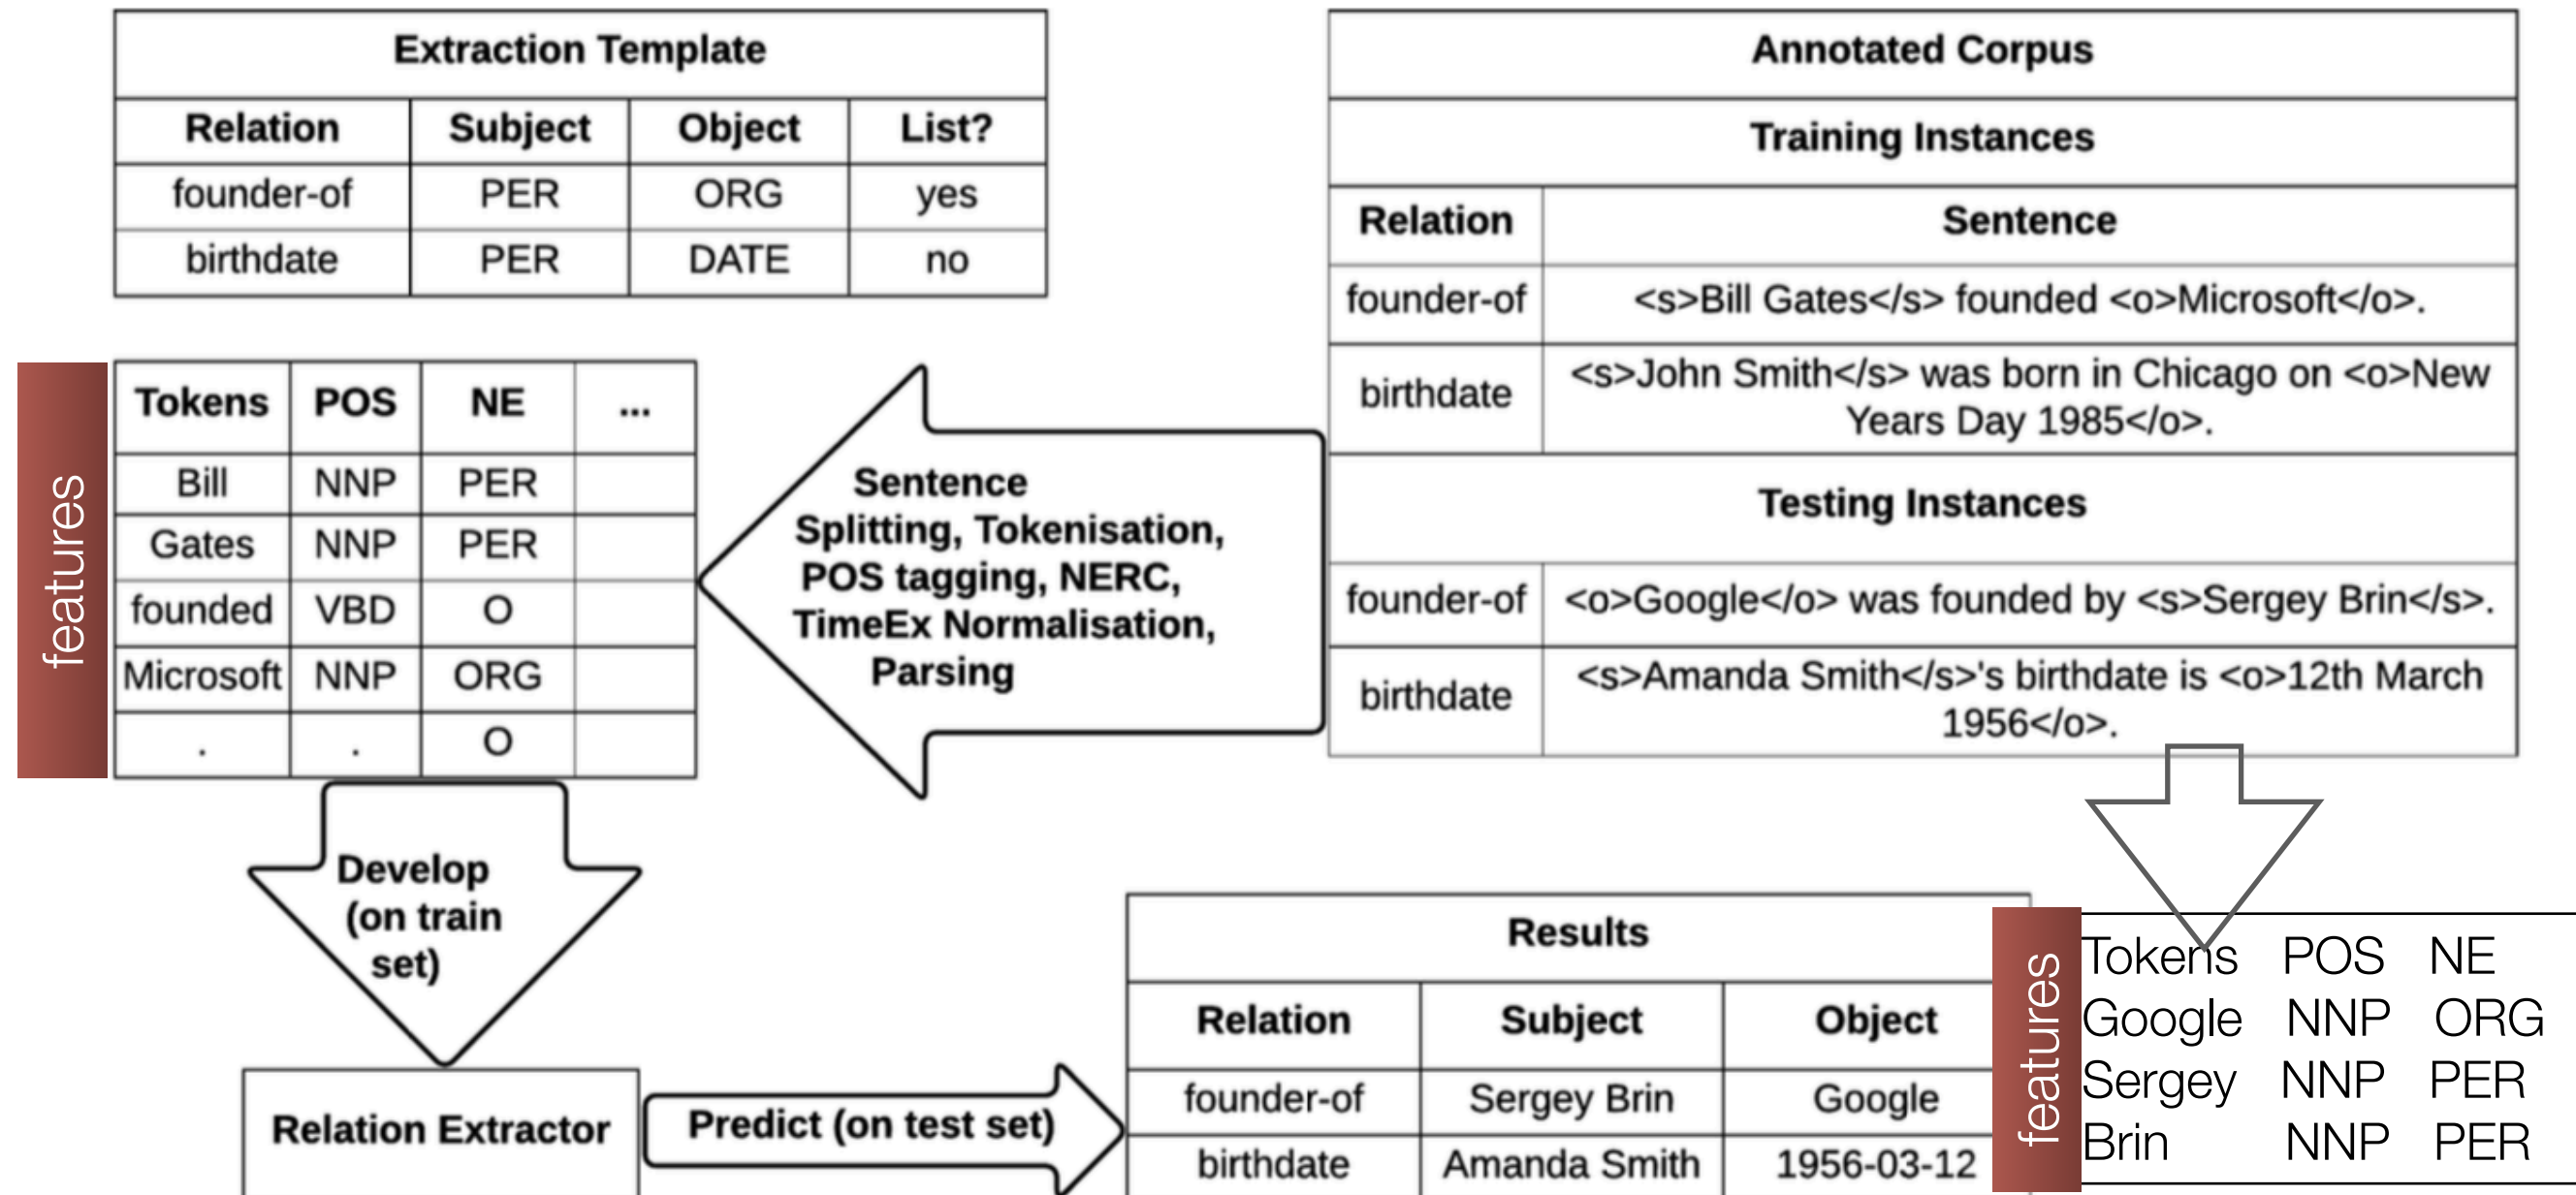 Extraction Template
Relation Subject Object List?
founder-of PER ORG yes
birthdate PER DATE no
Annotated Corpus
Training Instances
Relation Sentence
founder-of <s>Bill Gates</s> founded <o>Microsoft</o>.
birthdate <s>John Smith</s> was born in Chicago on <o>New
Years Day 1985</o>.
Testing Instances
founder-of <o>Google</o> was founded by <s>Sergey Brin</s>.
birthdate <s>Amanda Smith</s>'s birthdate is <o>12th March
1956</o>.
features
Tokens POS NE ...
Bill NNP PER
Gates NNP PER
founded VBD O
Microsoft NNP ORG
. . O
Sentence
Splitting, Tokenisation,
POS tagging, NERC,
TimeEx Normalisation,
Parsing
Develop
(on train
set)
Relation Extractor
Predict (on test set)
Results
Relation Subject Object
founder-of Sergey Brin Google
birthdate Amanda Smith 1956-03-12
features
Tokens POS NE
Google NNP ORG
Sergey NNP PER
Brin NNP PER